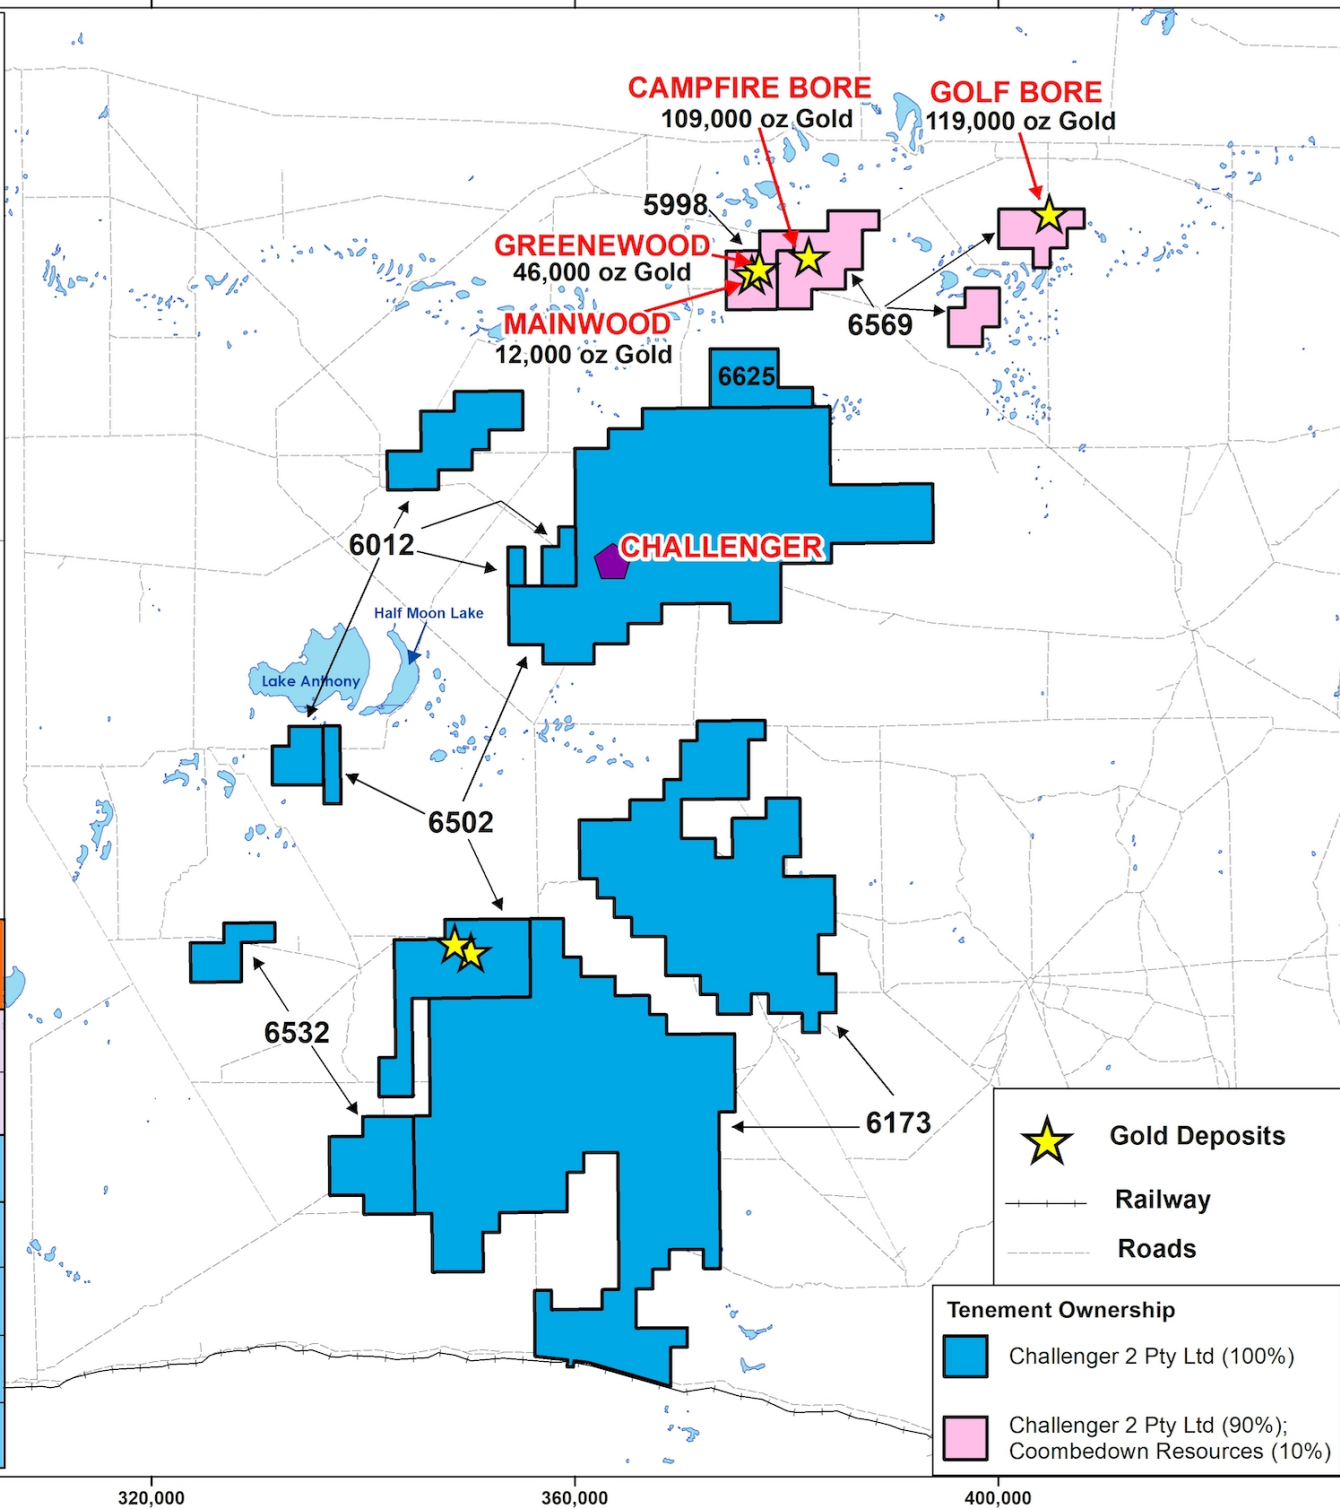 CAMPFIRE BORE
109,000 oz Gold
GOLF BORE
119,000 oz Gold
5998
GREENEWOOD
46,000 oz Gold
MAINWOOD
12,000 oz Gold
6569
6625
6012
CHALLENGER
Half Moon Lake
Lake Anthony
6502
6532
6173
Gold Deposits
Railway
Roads
Tenement Ownership
Challenger 2 Pty Ltd (100%)
Challenger 2 Pty Ltd (90%);
Coombedown Resources (10%)
320,000
360,000
400,000